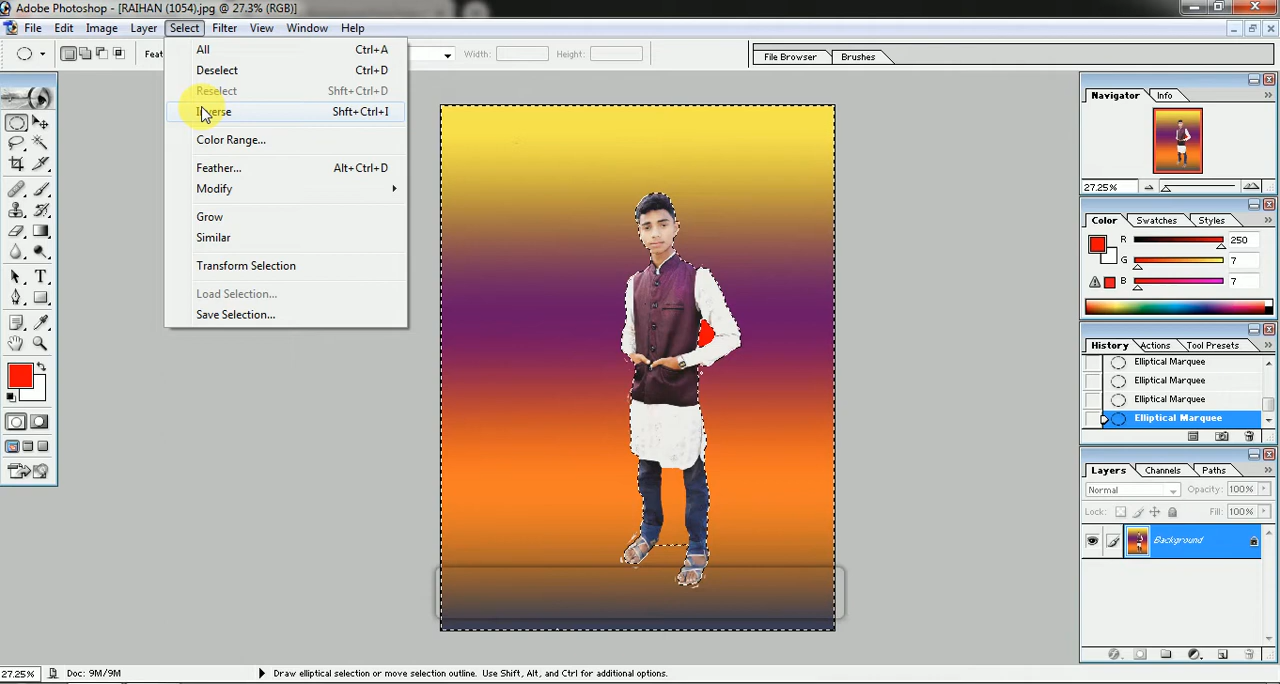 Adobe Photoshop - [RAIHAN (1054).jpg @ 27.3% (RGB)]
File Edit Image Layer Select Filter View Window Help
Width: Height:
File Browser Brushes
All Ctrl+A
Deselect Ctrl+D
Reselect Shft+Ctrl+D
Inverse Shft+Ctrl+I
Color Range...
Feather... Alt+Ctrl+D
Modify
Grow
Similar
Transform Selection
Load Selection...
Save Selection...
Navigator Info
27.25%
Color Swatches Styles
R 250
G 7
B 7
History Actions Tool Presets
Elliptical Marquee
Elliptical Marquee
Elliptical Marquee
Elliptical Marquee
Layers Channels Paths
Normal Opacity: 100%
Lock: Fill: 100%
Background
27.25% Doc: 9M/9M Draw elliptical selection or move selection outline. Use Shift, Alt, and Ctrl for additional options.